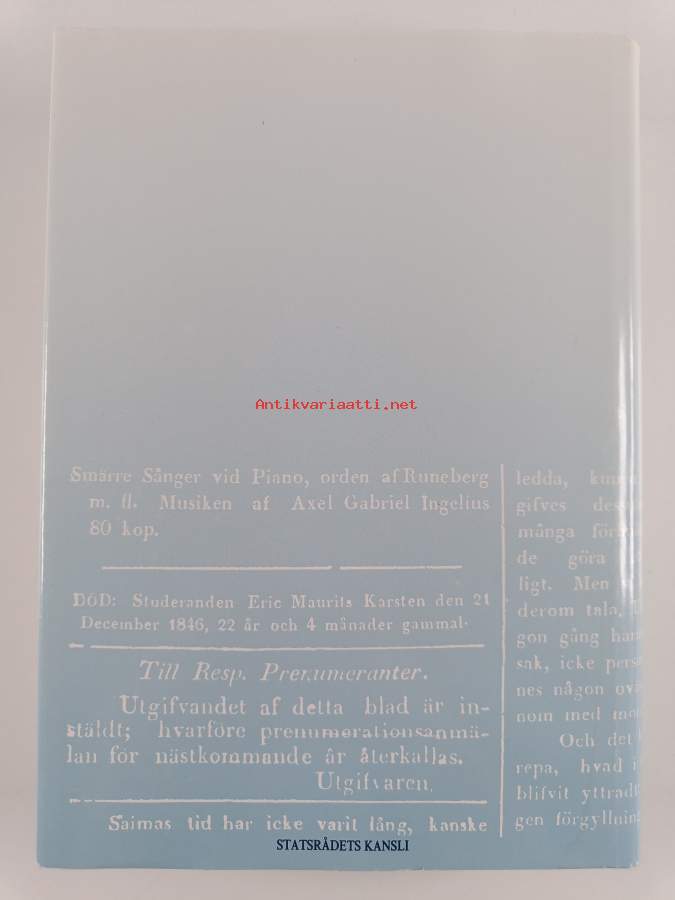 Antikvariaatti.net
Smärre Sånger vid Piano, orden af Runeberg
m. fl. Musiken af Axel Gabriel Ingelius
80 kop.
DÖD: Studeranden Eric Maurits Karsten den 21
December 1846, 22 år och 4 månader gammal.
Till Resp. Prenumeranter.
Utgifvandet af detta blad är in-
stäldt; hvarföre prenumerationsanmä-
lan för nästkommande år återkallas.
Utgifvaren.
Saimas tid har icke varit lång, kanske
ledda,
gifves
många
de göra
ligt. Men
derom tala.
gon gång
sak, icke
nes någon
nom med
Och det
repa, hvad
blifvit
gen
STATSRÅDETS KANSLI